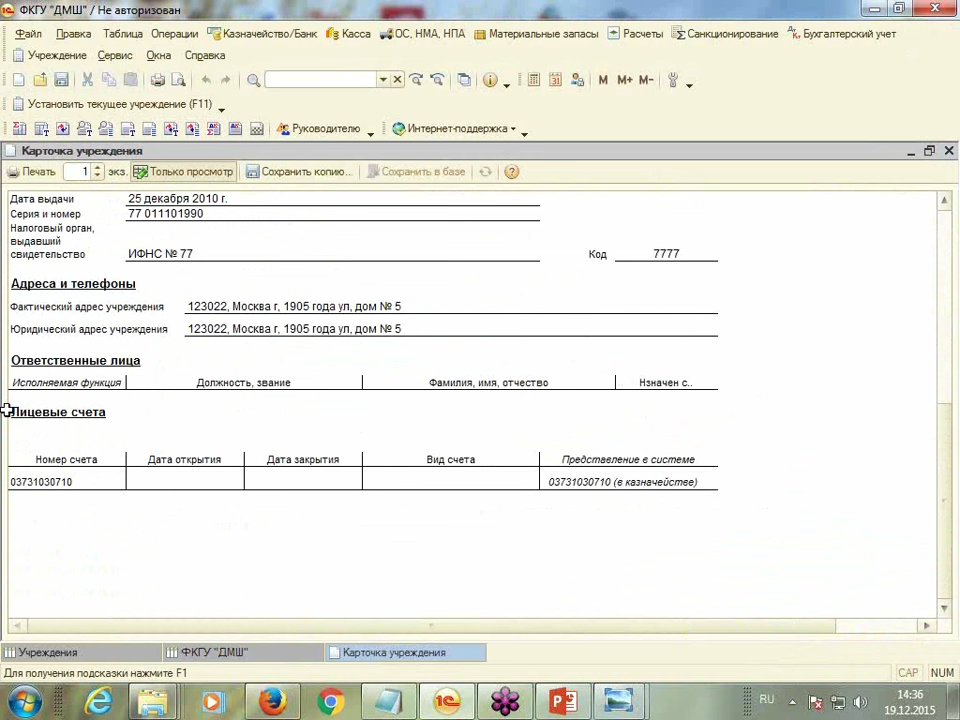 ФКГУ "ДМШ" / Не авторизован
Файл Правка Таблица Операции Казначейство/Банк Касса ОС, НМА, НПА Материальные запасы Расчеты Санкционирование Бухгалтерский учет
Учреждение Сервис Окна Справка
M M+ M-
Установить текущее учреждение (F11)
Руководителю Интернет-поддержка
Карточка учреждения
Печать 1 экз. Только просмотр Сохранить копию... Сохранить в базе
Дата выдачи 25 декабря 2010 г.
Серия и номер 77 011101990
Налоговый орган,
выдавший
свидетельство ИФНС № 77 Код 7777
Адреса и телефоны
Фактический адрес учреждения 123022, Москва г, 1905 года ул, дом № 5
Юридический адрес учреждения 123022, Москва г, 1905 года ул, дом № 5
Ответственные лица
Исполняемая функция Должность, звание Фамилия, имя, отчество Нзначен с..
Лицевые счета
Номер счета Дата открытия Дата закрытия Вид счета Представление в системе
03731030710 03731030710 (в казначействе)
Учреждения ФКГУ "ДМШ" Карточка учреждения
Для получения подсказки нажмите F1 CAP NUM
RU 14:36
19.12.2015